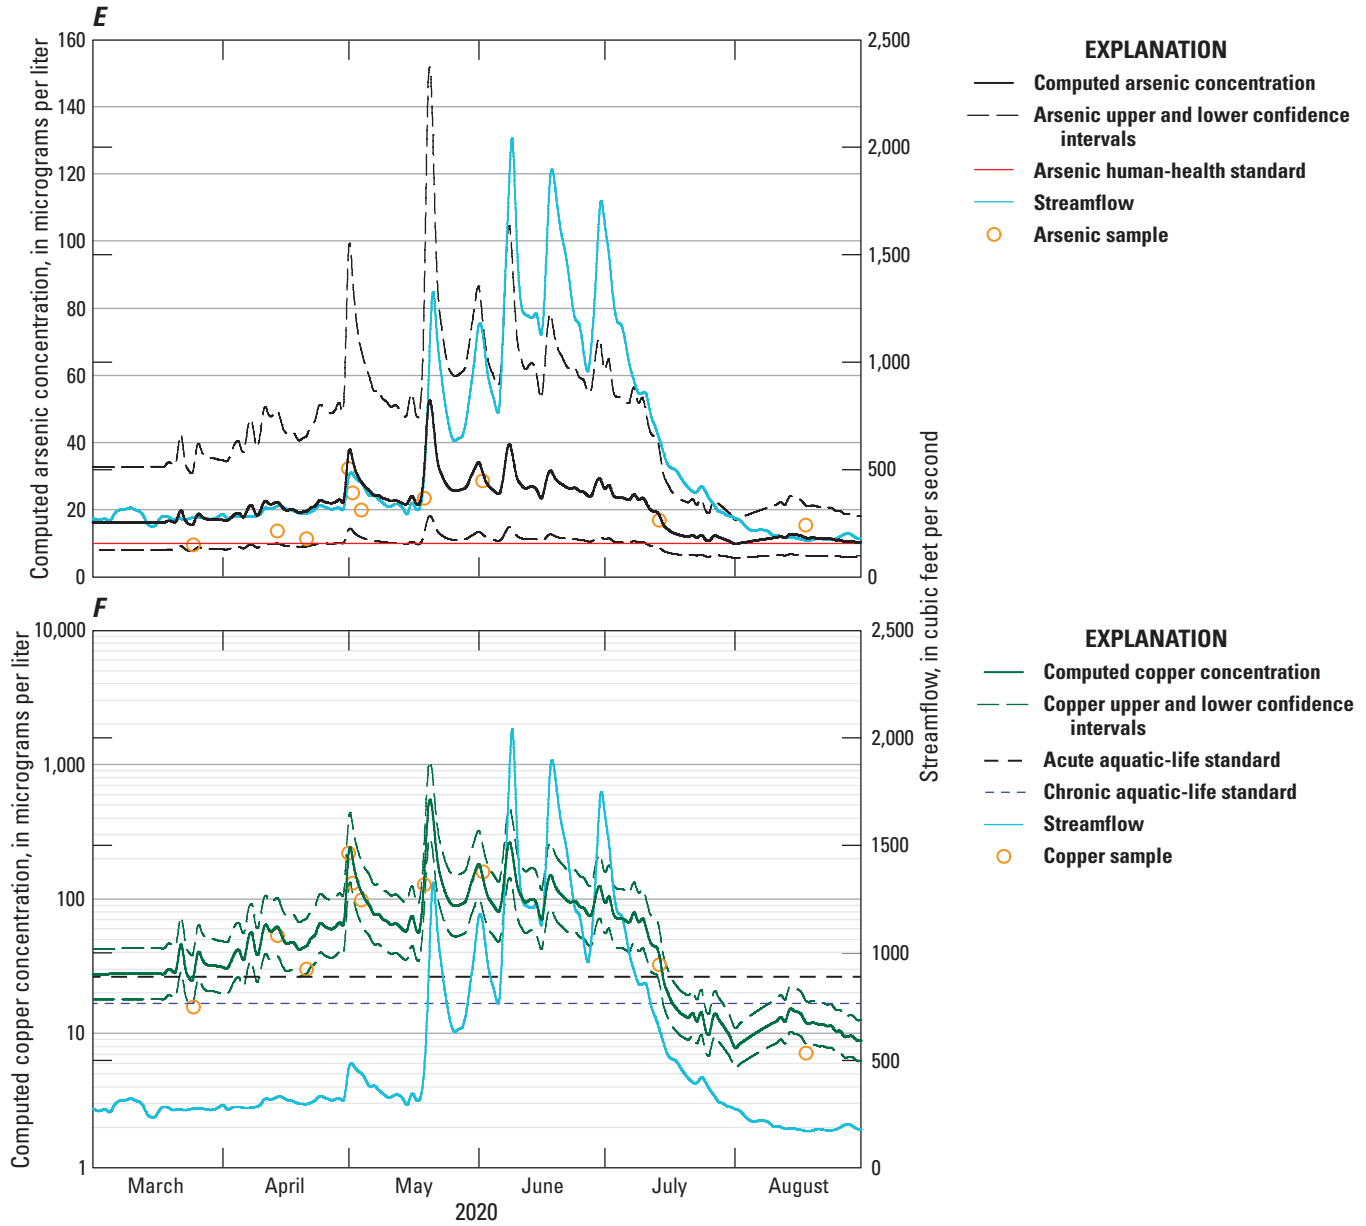 E
160
140
120
100
80
60
40
20
0
Computed arsenic concentration, in micrograms per liter
2,500
2,000
1,500
1,000
500
0
EXPLANATION
Computed arsenic concentration
Arsenic upper and lower confidence
intervals
Arsenic human-health standard
Streamflow
Arsenic sample
Streamflow, in cubic feet per second
F
10,000
1,000
100
10
1
Computed copper concentration, in micrograms per liter
2,500
2,000
1,500
1000
500
0
March April May June July August
2020
EXPLANATION
Computed copper concentration
Copper upper and lower confidence
intervals
Acute aquatic-life standard
Chronic aquatic-life standard
Streamflow
Copper sample